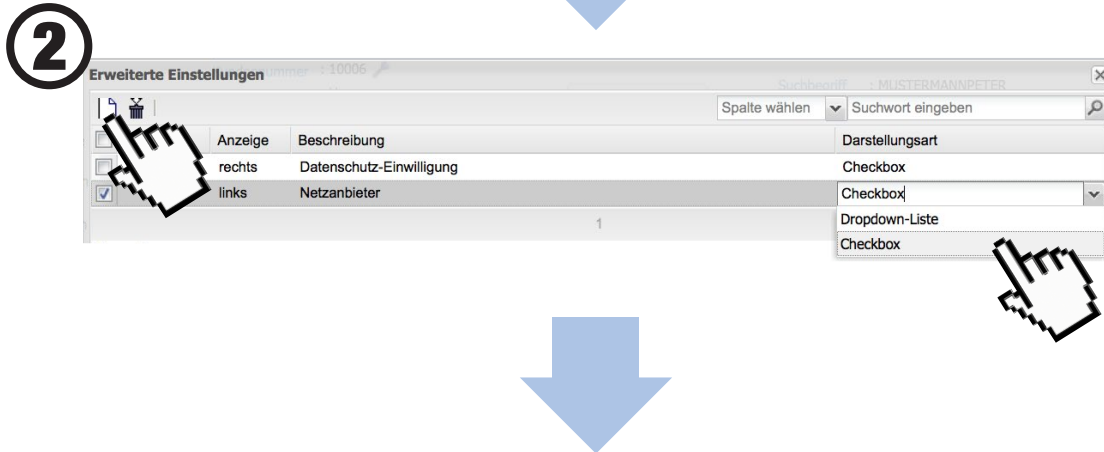 2
Erweiterte Einstellungen
: 10006
Suchbegriff : MUSTERMANNPETER
Spalte wählen Suchwort eingeben
Anzeige Beschreibung Darstellungsart
rechts Datenschutz-Einwilligung Checkbox
links Netzanbieter Checkbox
1
Dropdown-Liste
Checkbox